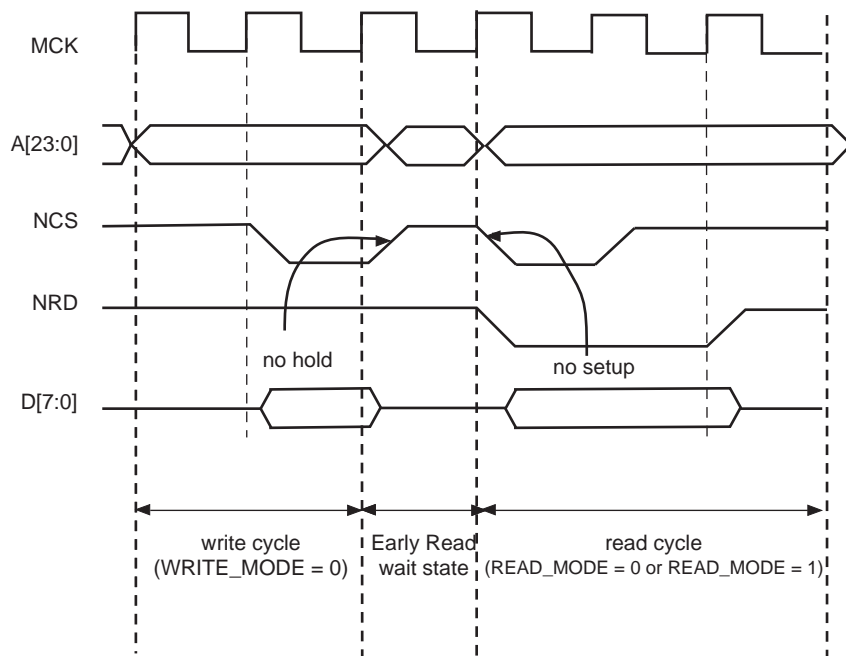 MCK
A[23:0]
NCS
NRD
no hold
no setup
D[7:0]
write cycle
(WRITE_MODE = 0)
Early Read
wait state
read cycle
(READ_MODE = 0 or READ_MODE = 1)